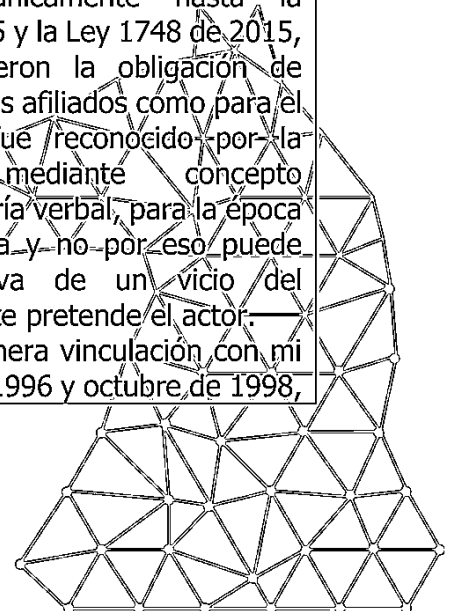 únicamente hasta la
5 y la Ley 1748 de 2015,
eron la obligación de
s afiliados como para el
ue reconocido por la
mediante concepto
ría verbal, para la época
a y no por eso puede
va de un vicio del
te pretende el actor.
nera vinculación con mi
1996 y octubre de 1998,